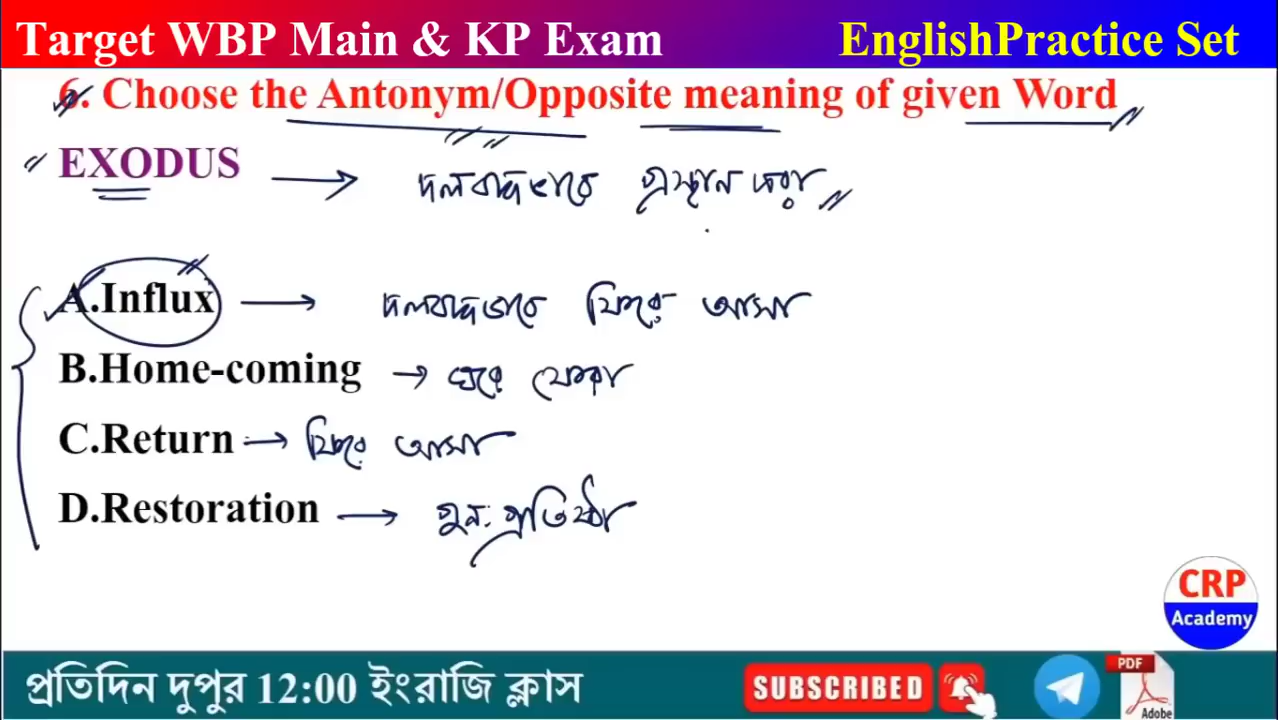 Target WBP Main & KP Exam EnglishPractice Set
6. Choose the Antonym/Opposite meaning of given Word
EXODUS → দলবদ্ধভাবে প্রস্থান করা
A.Influx → দলবদ্ধভাবে ফিরে আসা
B.Home-coming → ঘরে ফেরা
C.Return → ফিরে আসা
D.Restoration → পুনঃপ্রতিষ্ঠা
CRP
Academy
প্রতিদিন দুপুর 12:00 ইংরাজি ক্লাস SUBSCRIBED PDF
Adobe